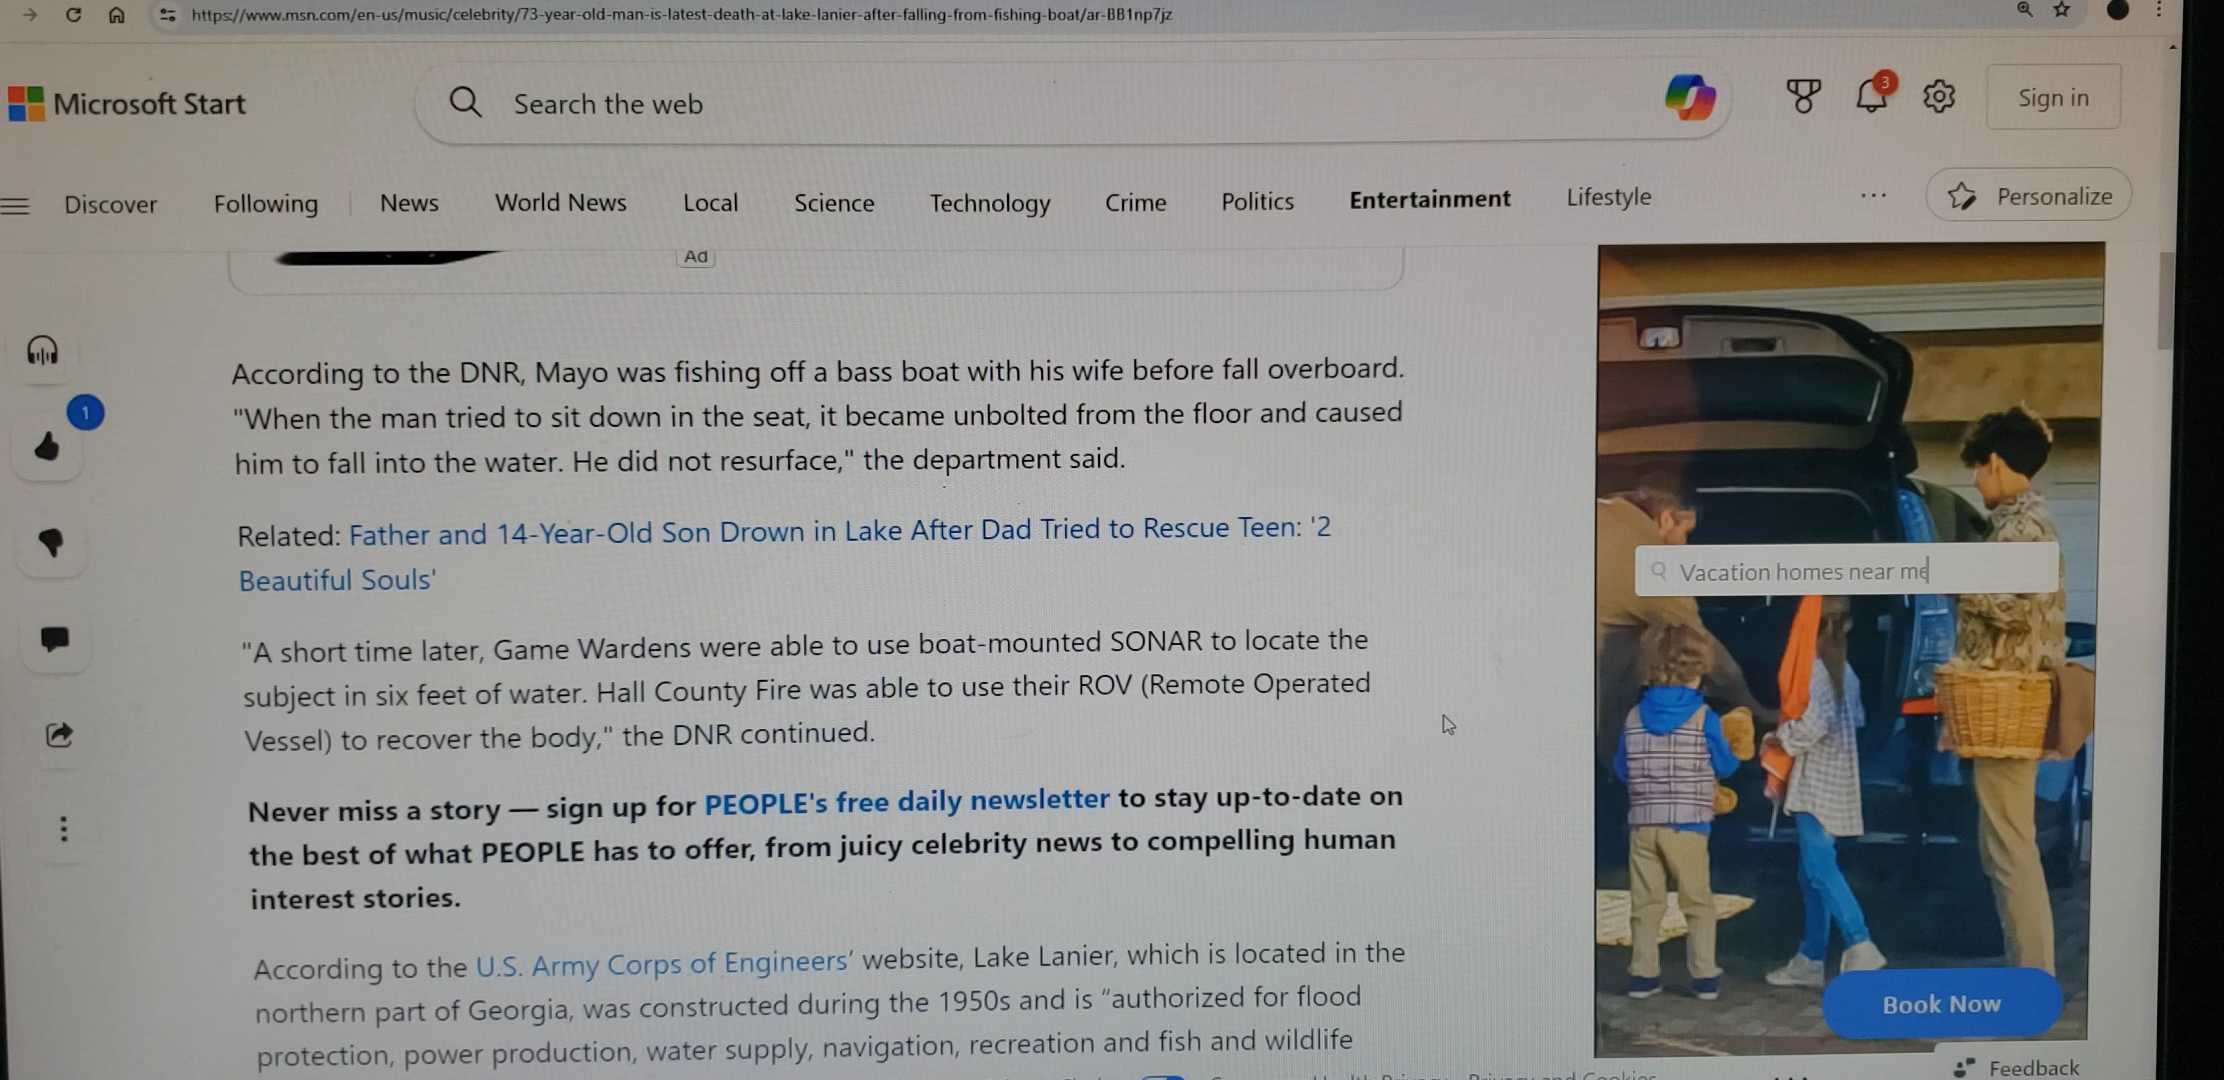 https://www.msn.com/en-us/music/celebrity/73-year-old-man-is-latest-death-at-lake-lanier-after-falling-from-fishing-boat/ar-BB1np7jz
Microsoft Start
Search the web
3
Sign in
Discover Following News World News Local Science Technology Crime Politics Entertainment Lifestyle ... Personalize
Ad
According to the DNR, Mayo was fishing off a bass boat with his wife before fall overboard.
"When the man tried to sit down in the seat, it became unbolted from the floor and caused
him to fall into the water. He did not resurface," the department said.
1
Related: Father and 14-Year-Old Son Drown in Lake After Dad Tried to Rescue Teen: '2
Beautiful Souls'
"A short time later, Game Wardens were able to use boat-mounted SONAR to locate the
subject in six feet of water. Hall County Fire was able to use their ROV (Remote Operated
Vessel) to recover the body," the DNR continued.
Never miss a story — sign up for PEOPLE's free daily newsletter to stay up-to-date on
the best of what PEOPLE has to offer, from juicy celebrity news to compelling human
interest stories.
According to the U.S. Army Corps of Engineers' website, Lake Lanier, which is located in the
northern part of Georgia, was constructed during the 1950s and is “authorized for flood
protection, power production, water supply, navigation, recreation and fish and wildlife
Vacation homes near me
Book Now
Feedback